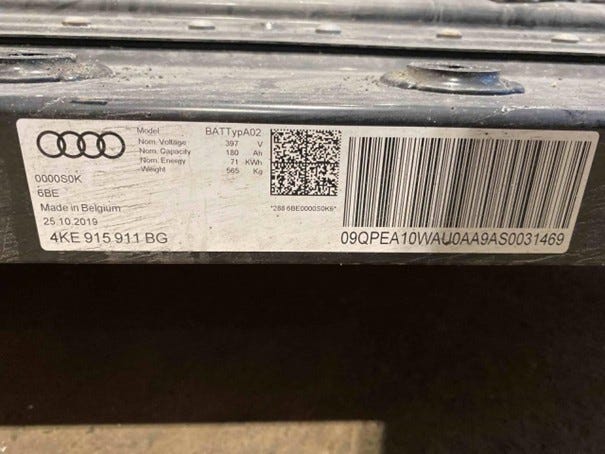 Model BATTypA02
Nom. Voltage 397 V
Nom. Capacity 180 Ah
Nom. Energy 71 KWh
Weight 565 Kg
0000S0K
6BE
Made in Belgium
25.10.2019
4KE 915 911 BG
*288 6BE0000S0K6*
09QPEA10WAU0AA9AS0031469